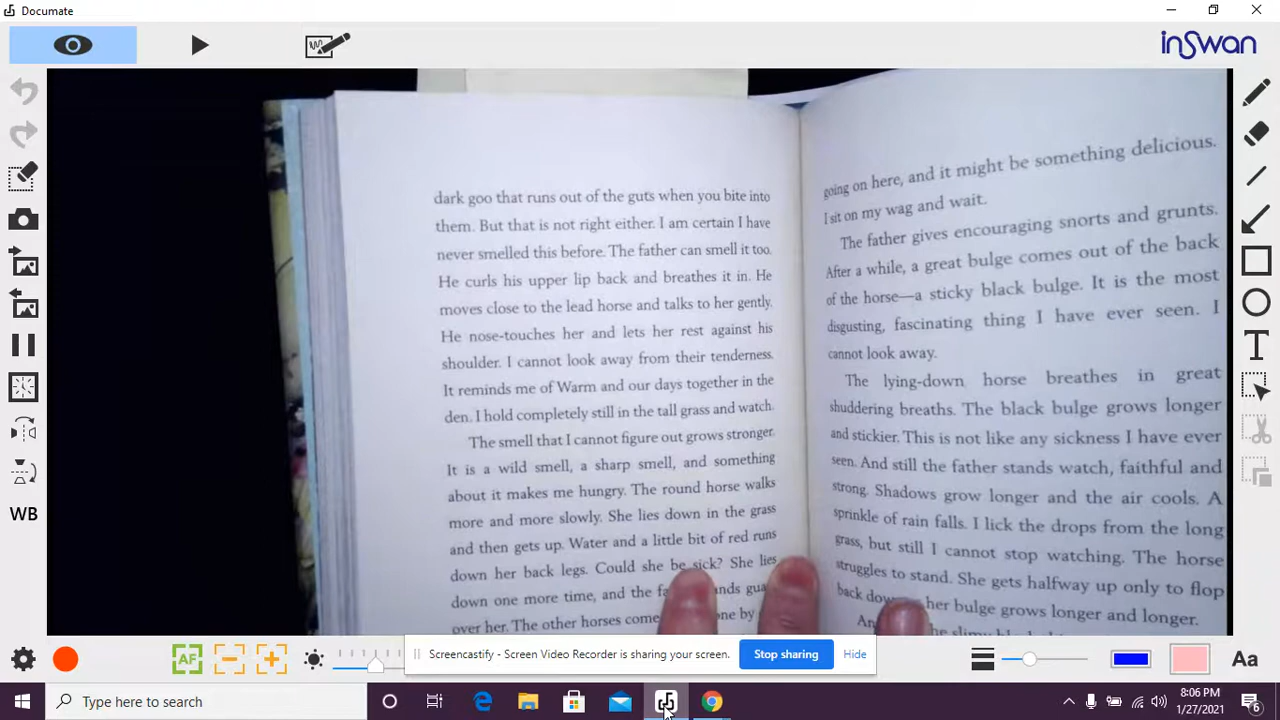 Documate
inswan
dark goo that runs out of the guts when you bite into
them. But that is not right either. I am certain I have
never smelled this before. The father can smell it too.
He curls his upper lip back and breathes it in. He
moves close to the lead horse and talks to her gently.
He nose-touches her and lets her rest against his
shoulder. I cannot look away from their tenderness.
It reminds me of Warm and our days together in the
den. I hold completely still in the tall grass and watch.
The smell that I cannot figure out grows stronger.
It is a wild smell, a sharp smell, and something
about it makes me hungry. The round horse walks
more and more slowly. She lies down in the grass
and then gets up. Water and a little bit of red runs
down her back legs. Could she be sick? She lies
down one more time, and the
over her. The other horses come one by
going on here, and it might be something delicious.
I sit on my wag and wait.
The father gives encouraging snorts and grunts.
After a while, a great bulge comes out of the back
of the horse—a sticky black bulge. It is the most
disgusting, fascinating thing I have ever seen. I
cannot look away.
The lying-down horse breathes in great
shuddering breaths. The black bulge grows longer
and stickier. This is not like any sickness I have ever
seen. And still the father stands watch, faithful and
strong. Shadows grow longer and the air cools. A
sprinkle of rain falls. I lick the drops from the long
grass, but still I cannot stop watching. The horse
struggles to stand. She gets halfway up only to flop
back down her bulge grows longer and longer.
WB
T
AF
Screencastify - Screen Video Recorder is sharing your screen.
Stop sharing
Hide
Aa
Type here to search
8:06 PM
1/27/2021
6